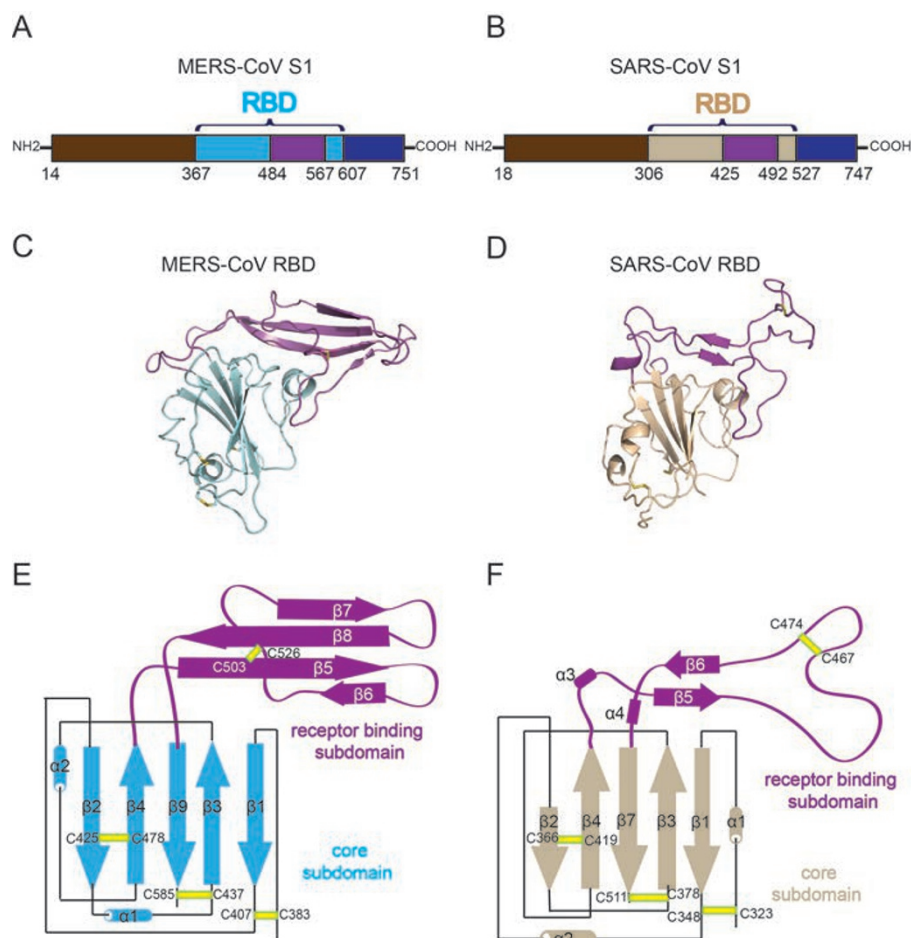 A
MERS-CoV S1
RBD
NH2
COOH
14 367 484 567 607 751
B
SARS-CoV S1
RBD
NH2
COOH
18 306 425 492 527 747
C
MERS-CoV RBD
D
SARS-CoV RBD
E
β7
β8
C526
C503
β5
β6
receptor binding
subdomain
α2
β2 β4 β9 β3 β1
C425 C478
C585 C437
C407 C383
α1
core
subdomain
F
C474
C467
β6
α3
β5
α4
receptor binding
subdomain
β2 β4 β7 β3 β1 α1
C366 C419
C511 C378
C348 C323
core
subdomain